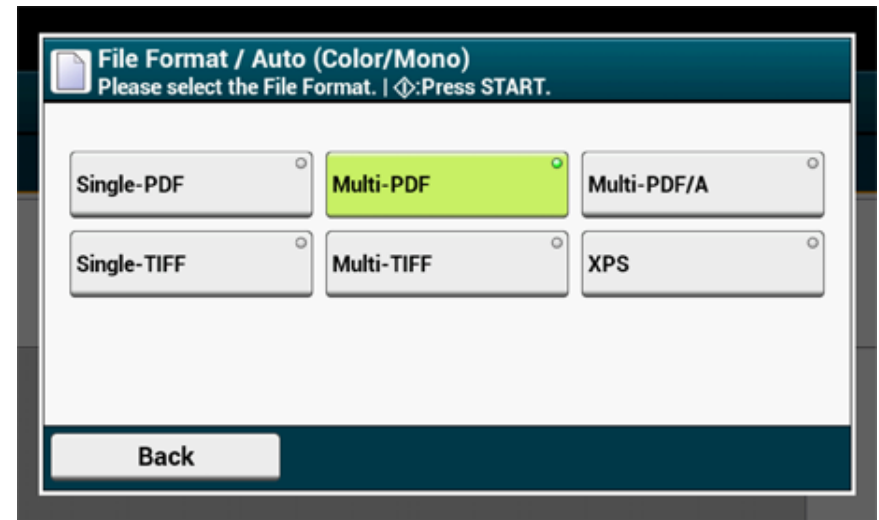 File Format / Auto (Color/Mono)
Please select the File Format. | :Press START.
Single-PDF
Multi-PDF
Multi-PDF/A
Single-TIFF
Multi-TIFF
XPS
Back